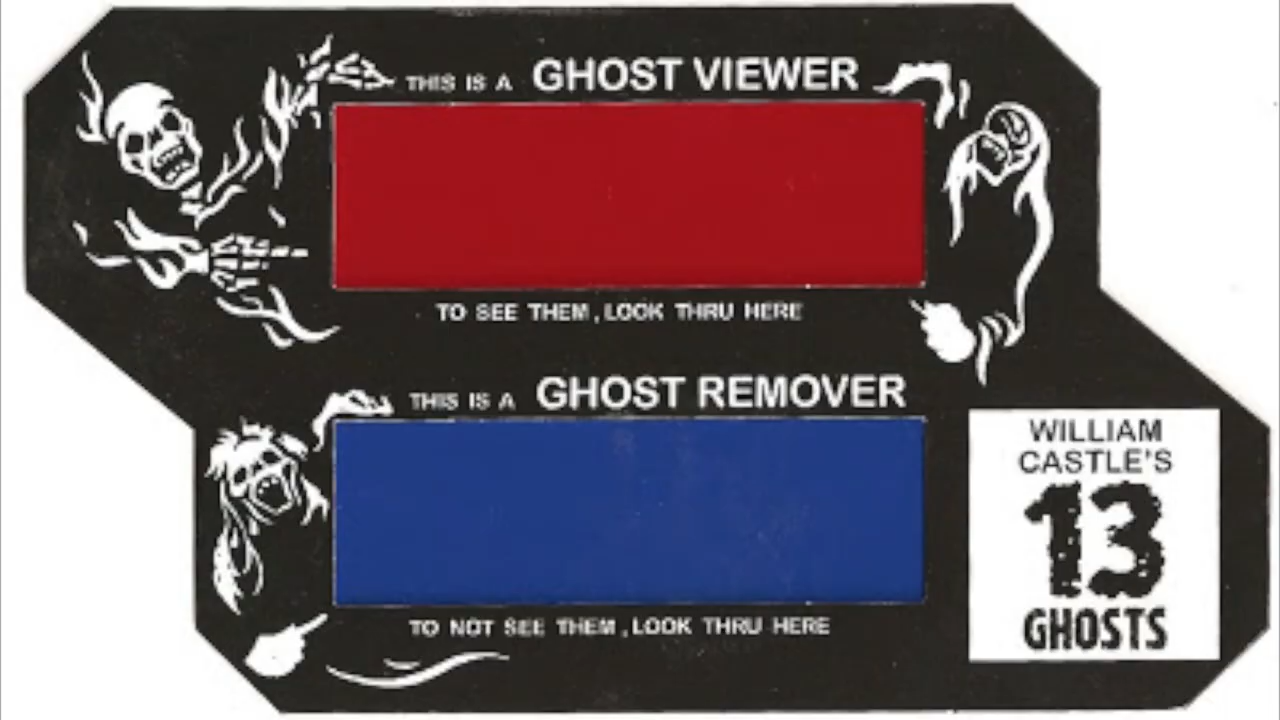 THIS IS A GHOST VIEWER
TO SEE THEM, LOOK THRU HERE
THIS IS A GHOST REMOVER
TO NOT SEE THEM, LOOK THRU HERE
WILLIAM
CASTLE'S
13
GHOSTS